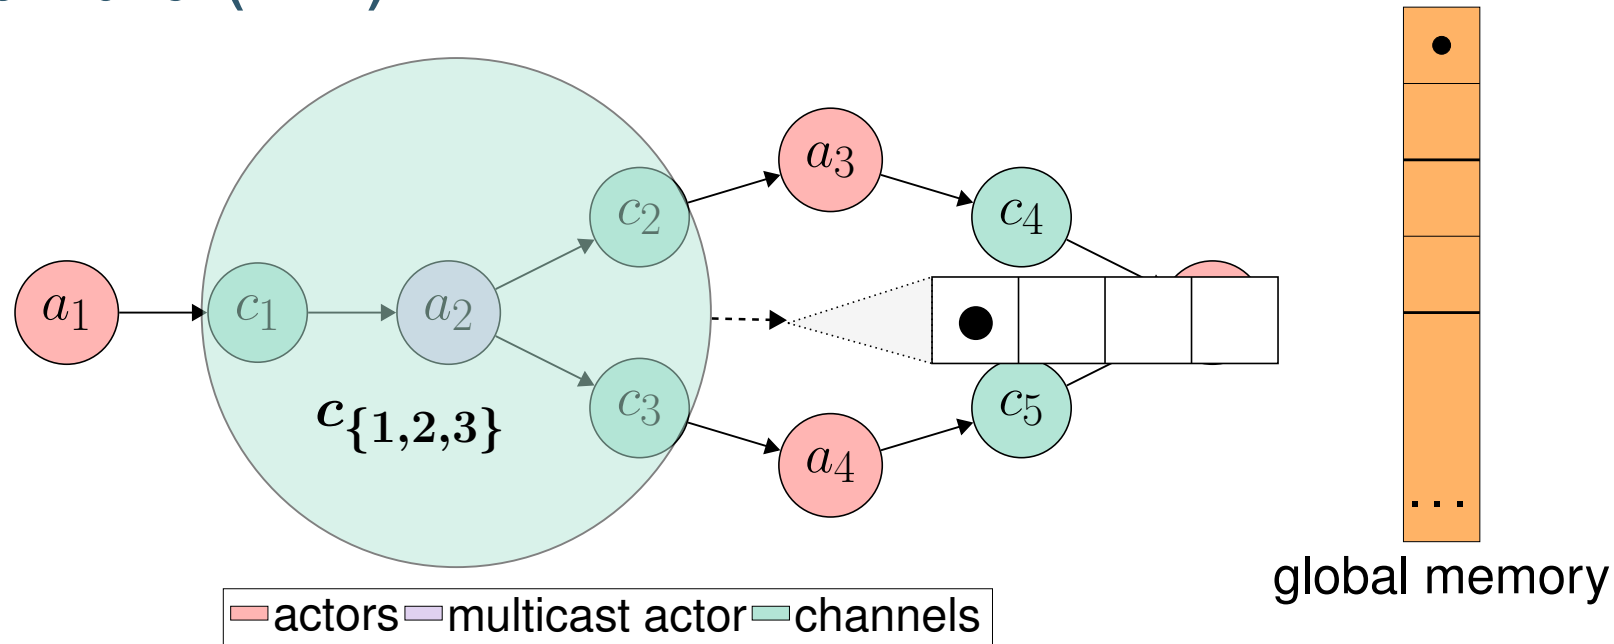 a1
c1
a2
c2
c3
c{1,2,3}
a3
a4
c4
c5
...
global memory
actors multicast actor channels